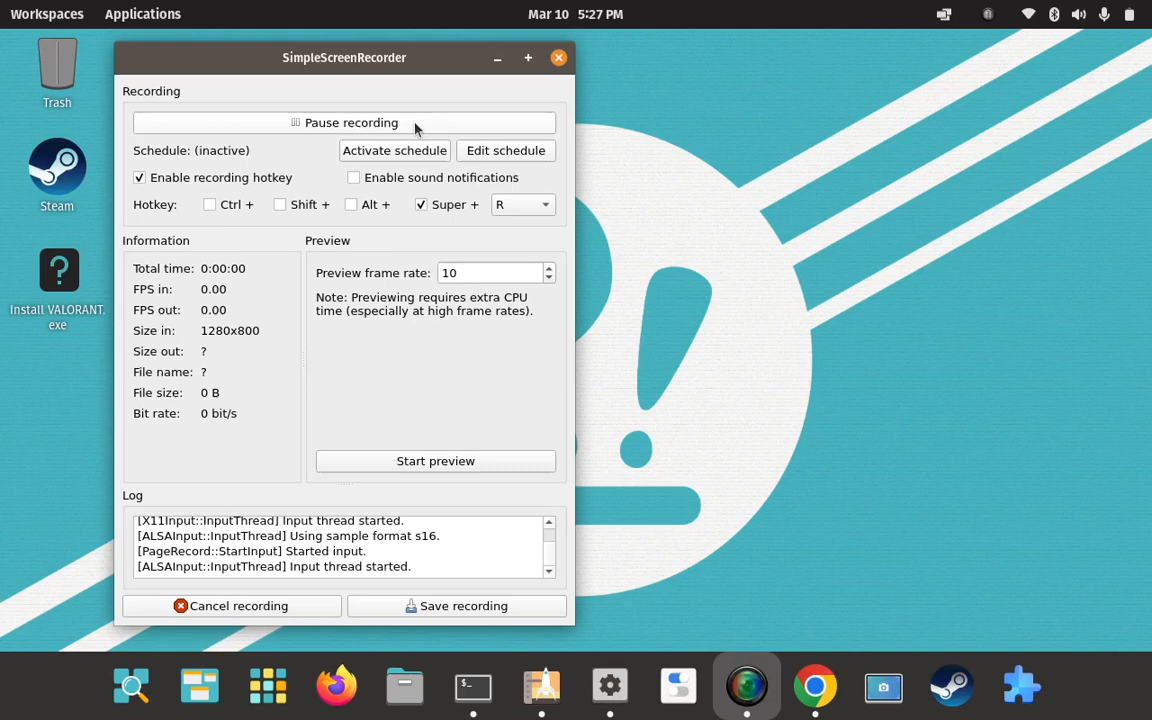 Workspaces Applications Mar 10 5:27 PM
Trash
Steam
Install VALORANT.
exe
SimpleScreenRecorder
Recording
Pause recording
Schedule: (inactive) Activate schedule Edit schedule
Enable recording hotkey Enable sound notifications
Hotkey: Ctrl + Shift + Alt + Super + R
Information
Total time: 0:00:00
FPS in: 0.00
FPS out: 0.00
Size in: 1280x800
Size out: ?
File name: ?
File size: 0 B
Bit rate: 0 bit/s
Preview
Preview frame rate: 10
Note: Previewing requires extra CPU
time (especially at high frame rates).
Start preview
Log
[X11Input::InputThread] Input thread started.
[ALSAInput::InputThread] Using sample format s16.
[PageRecord::StartInput] Started input.
[ALSAInput::InputThread] Input thread started.
Cancel recording Save recording